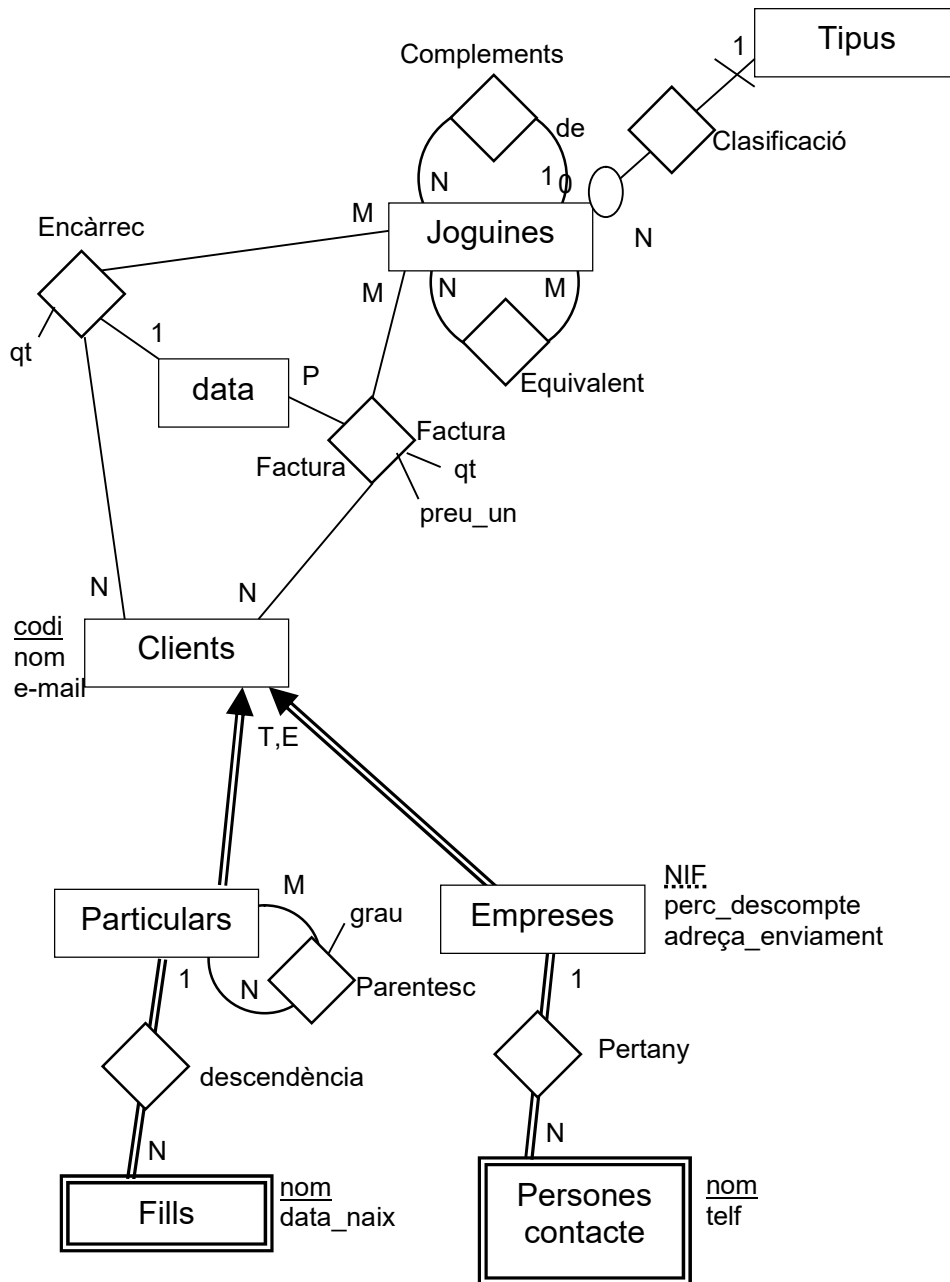 1
Tipus
Complements
de
Clasificació
N
1
0
M
Joguines
N
Encàrrec
M
N
M
1
qt
data
P
Equivalent
Factura
Factura
qt
preu_un
N
N
codi
nom
e-mail
Clients
T,E
M
grau
NIF
perc_descompte
adreça_enviament
Particulars
Empreses
1
N
Parentesc
1
descendència
Pertany
N
N
Fills
nom
data_naix
Persones
contacte
nom
telf